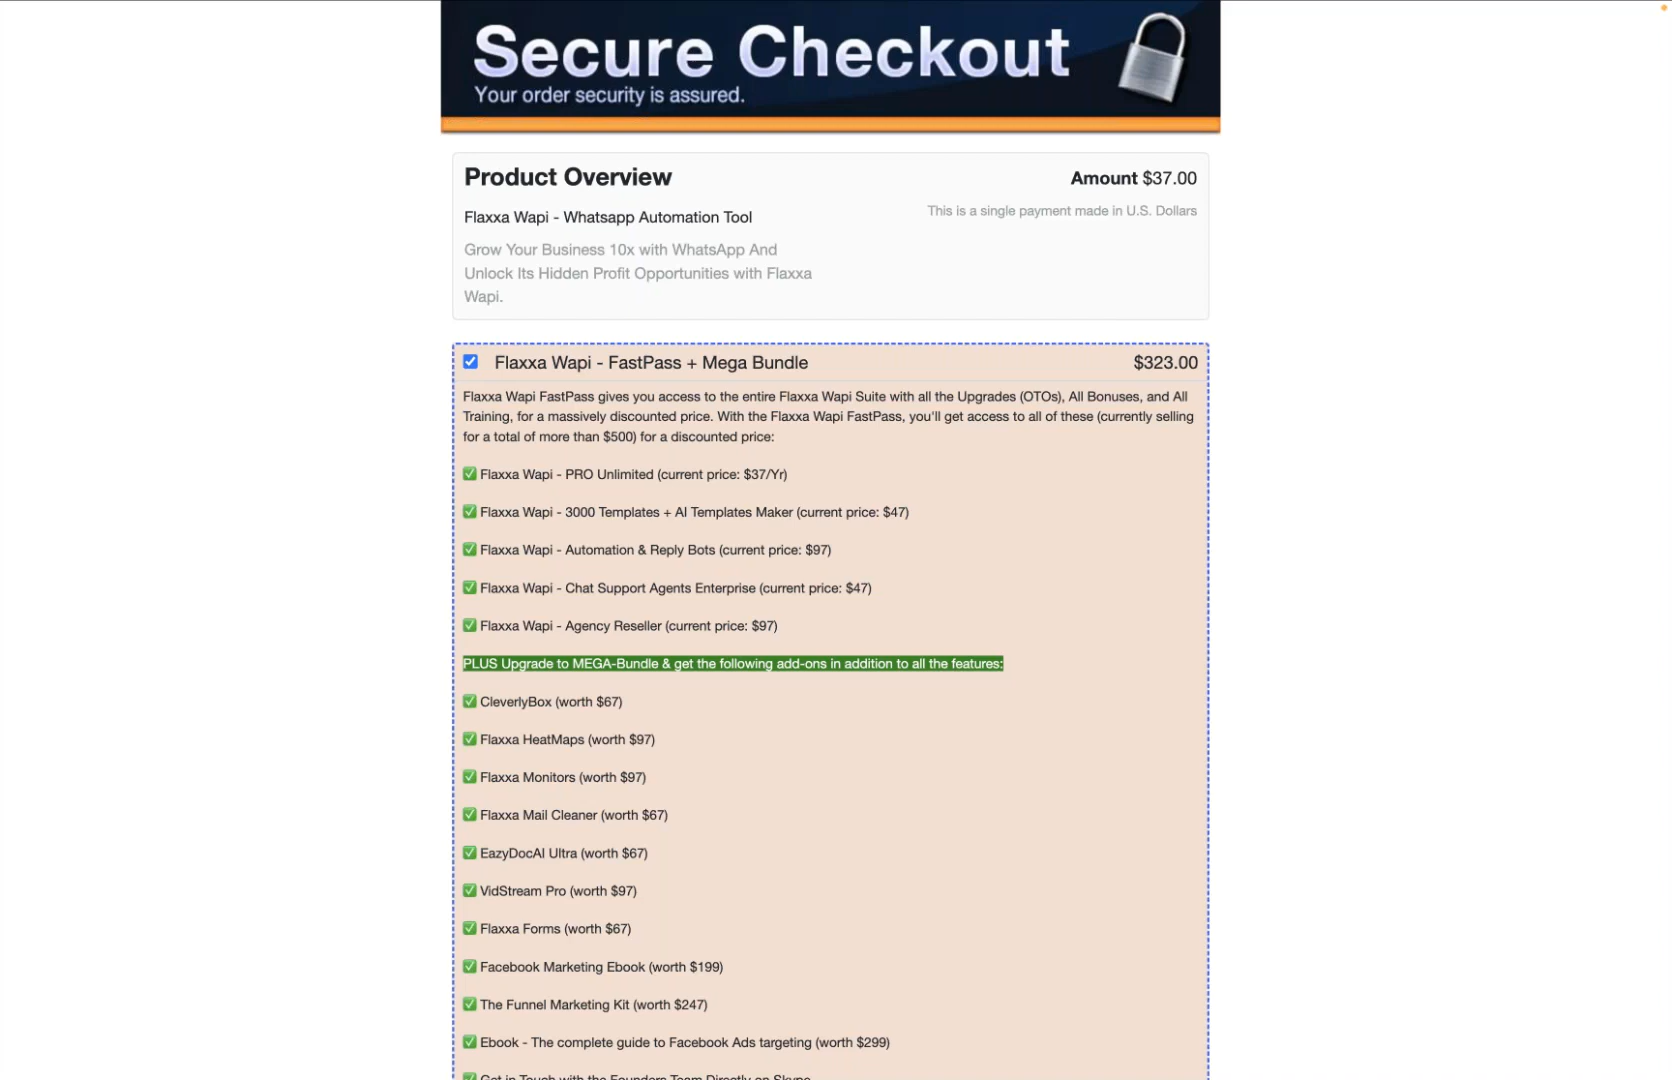 Secure Checkout
Your order security is assured.
Product Overview
Amount $37.00
Flaxxa Wapi - Whatsapp Automation Tool
This is a single payment made in U.S. Dollars
Grow Your Business 10x with WhatsApp And
Unlock Its Hidden Profit Opportunities with Flaxxa
Wapi.
Flaxxa Wapi - FastPass + Mega Bundle
$323.00
Flaxxa Wapi FastPass gives you access to the entire Flaxxa Wapi Suite with all the Upgrades (OTOs), All Bonuses, and All
Training, for a massively discounted price. With the Flaxxa Wapi FastPass, you'll get access to all of these (currently selling
for a total of more than $500) for a discounted price:
✅ Flaxxa Wapi - PRO Unlimited (current price: $37/Yr)
✅ Flaxxa Wapi - 3000 Templates + AI Templates Maker (current price: $47)
✅ Flaxxa Wapi - Automation & Reply Bots (current price: $97)
✅ Flaxxa Wapi - Chat Support Agents Enterprise (current price: $47)
✅ Flaxxa Wapi - Agency Reseller (current price: $97)
PLUS Upgrade to MEGA-Bundle & get the following add-ons in addition to all the features:
✅ CleverlyBox (worth $67)
✅ Flaxxa HeatMaps (worth $97)
✅ Flaxxa Monitors (worth $97)
✅ Flaxxa Mail Cleaner (worth $67)
✅ EazyDocAI Ultra (worth $67)
✅ VidStream Pro (worth $97)
✅ Flaxxa Forms (worth $67)
✅ Facebook Marketing Ebook (worth $199)
✅ The Funnel Marketing Kit (worth $247)
✅ Ebook - The complete guide to Facebook Ads targeting (worth $299)
✅ Get in Touch with the Founders Team Directly on Skype